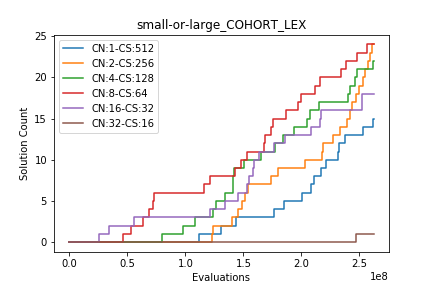 small-or-large_COHORT_LEX
25
20
15
10
5
0
Solution Count
CN:1-CS:512
CN:2-CS:256
CN:4-CS:128
CN:8-CS:64
CN:16-CS:32
CN:32-CS:16
0.0 0.5 1.0 1.5 2.0 2.5
1e8
Evaluations